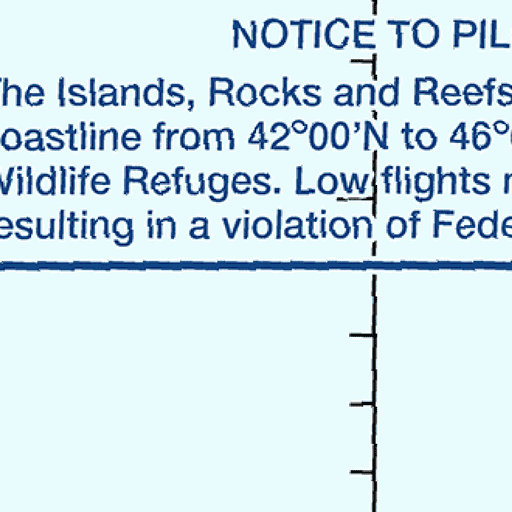 NOTICE TO PIL
he Islands, Rocks and Reefs
oastline from 42°00'N to 46°
Wildlife Refuges. Low flights
esulting in a violation of Fede